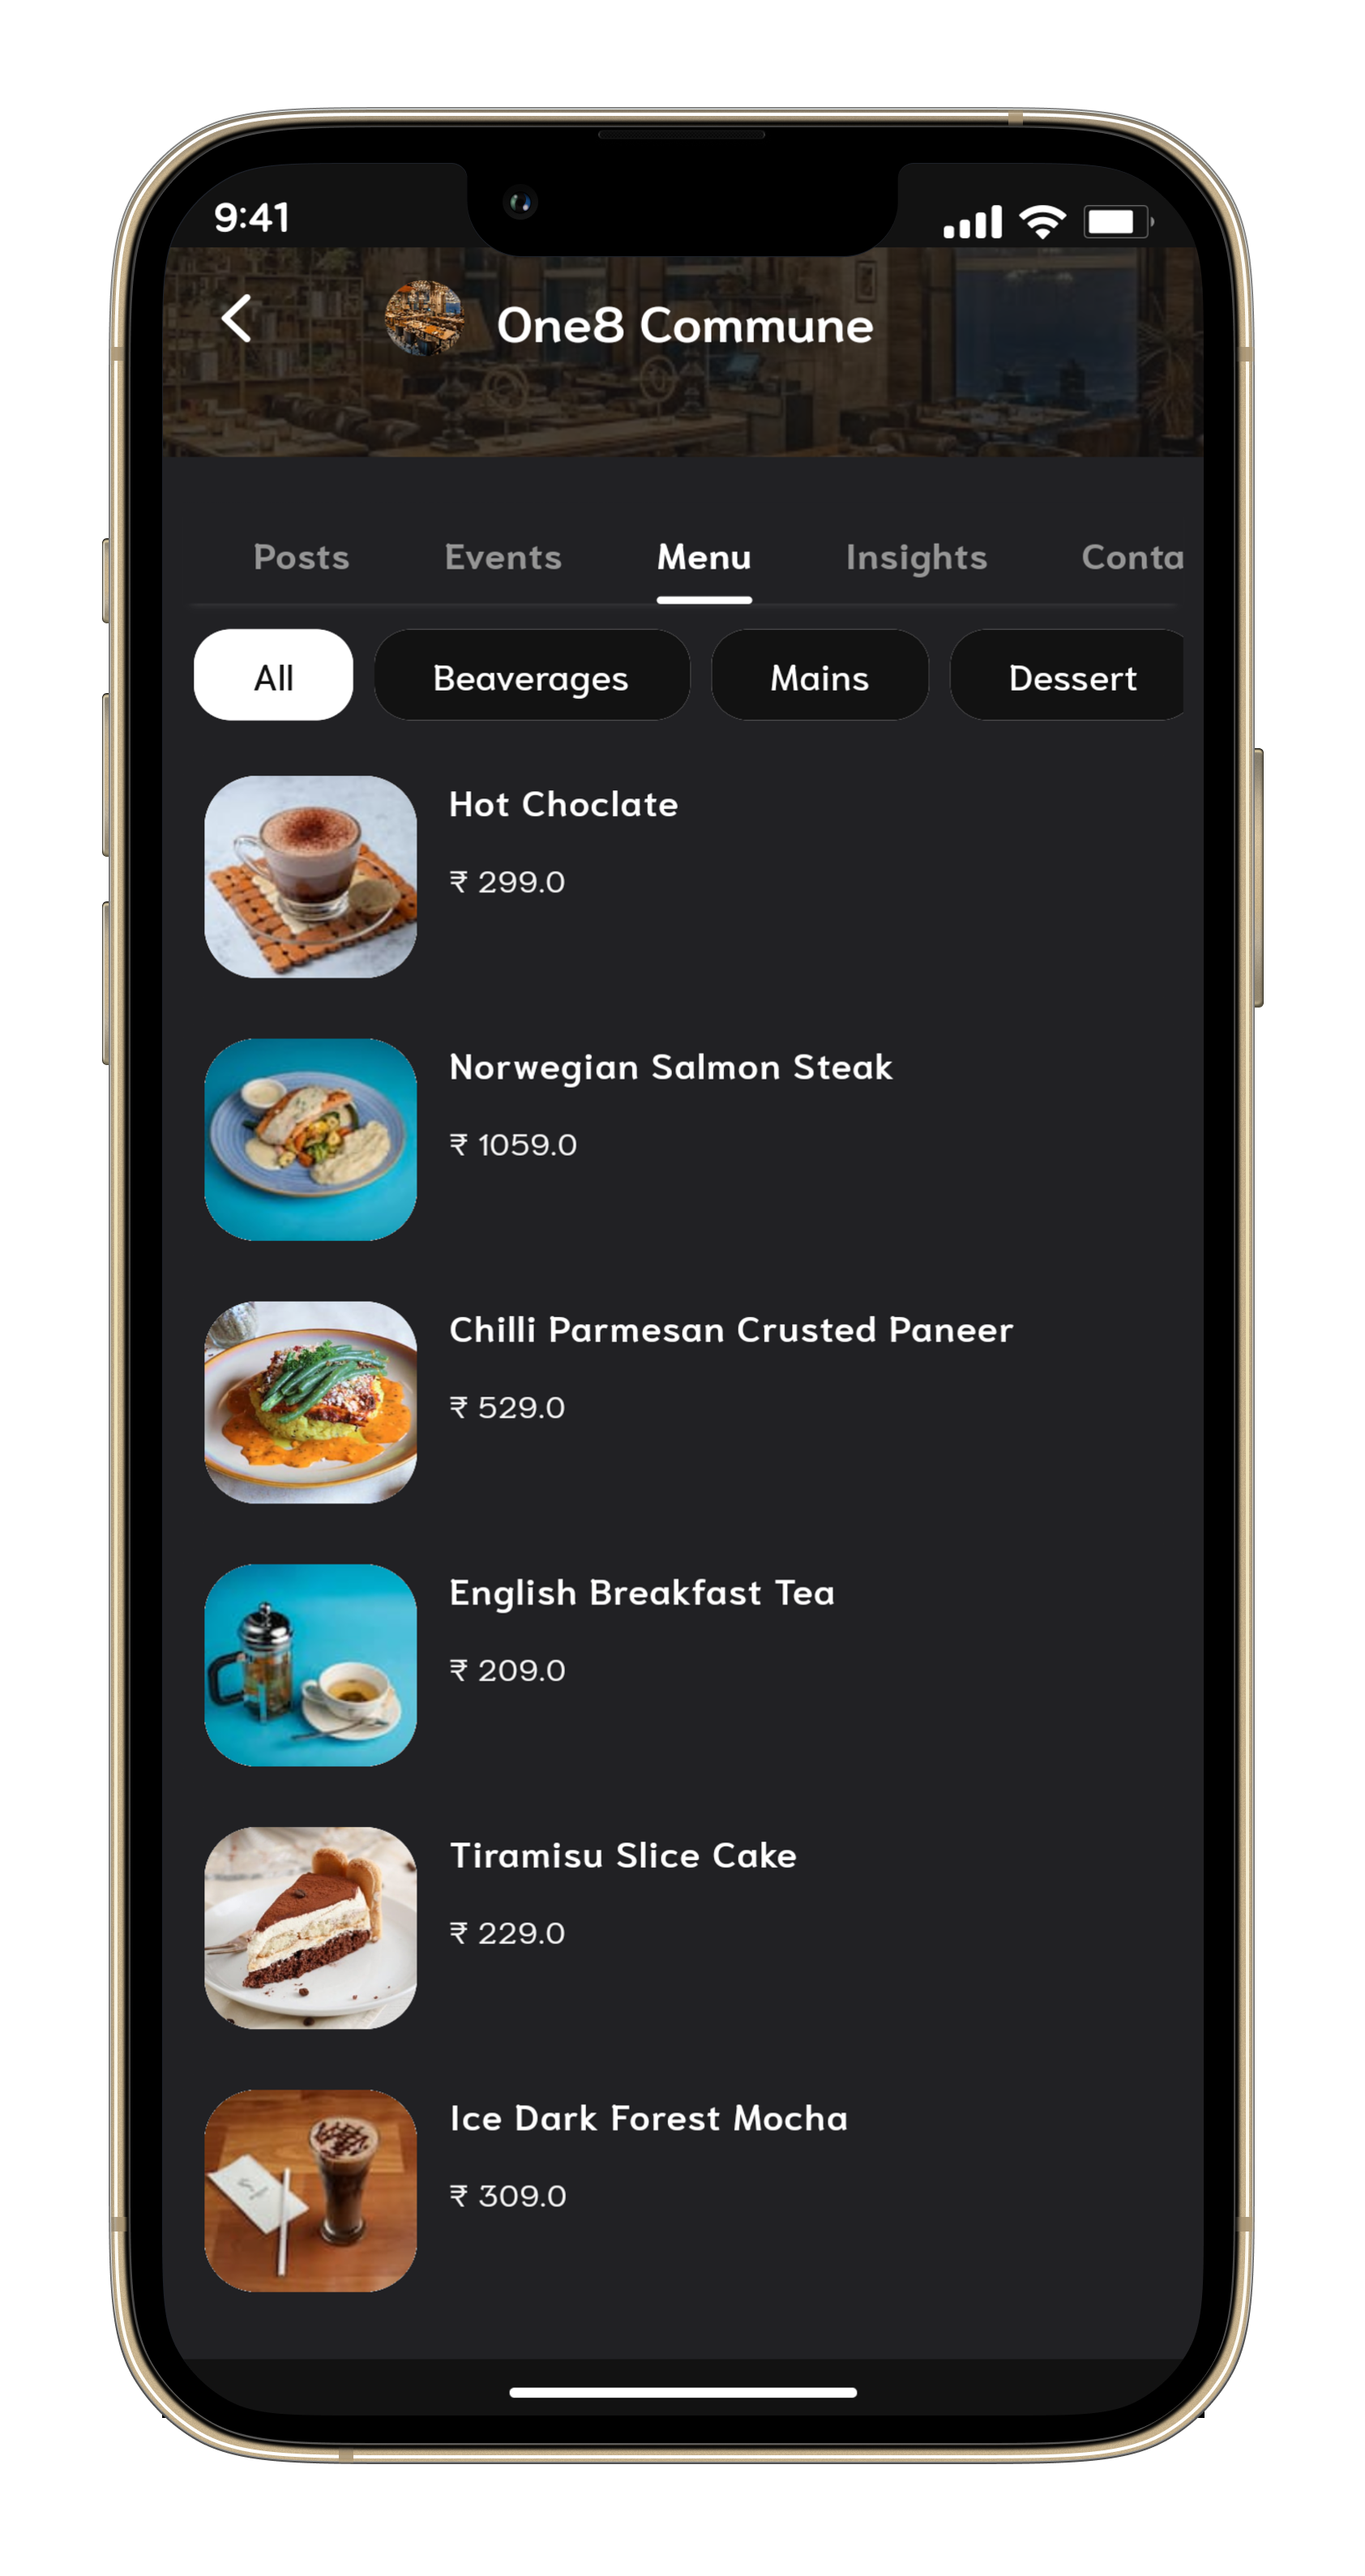 9:41
One8 Commune
Posts Events Menu Insights Conta
All Beaverages Mains Dessert
Hot Choclate
₹ 299.0
Norwegian Salmon Steak
₹ 1059.0
Chilli Parmesan Crusted Paneer
₹ 529.0
English Breakfast Tea
₹ 209.0
Tiramisu Slice Cake
₹ 229.0
Ice Dark Forest Mocha
₹ 309.0